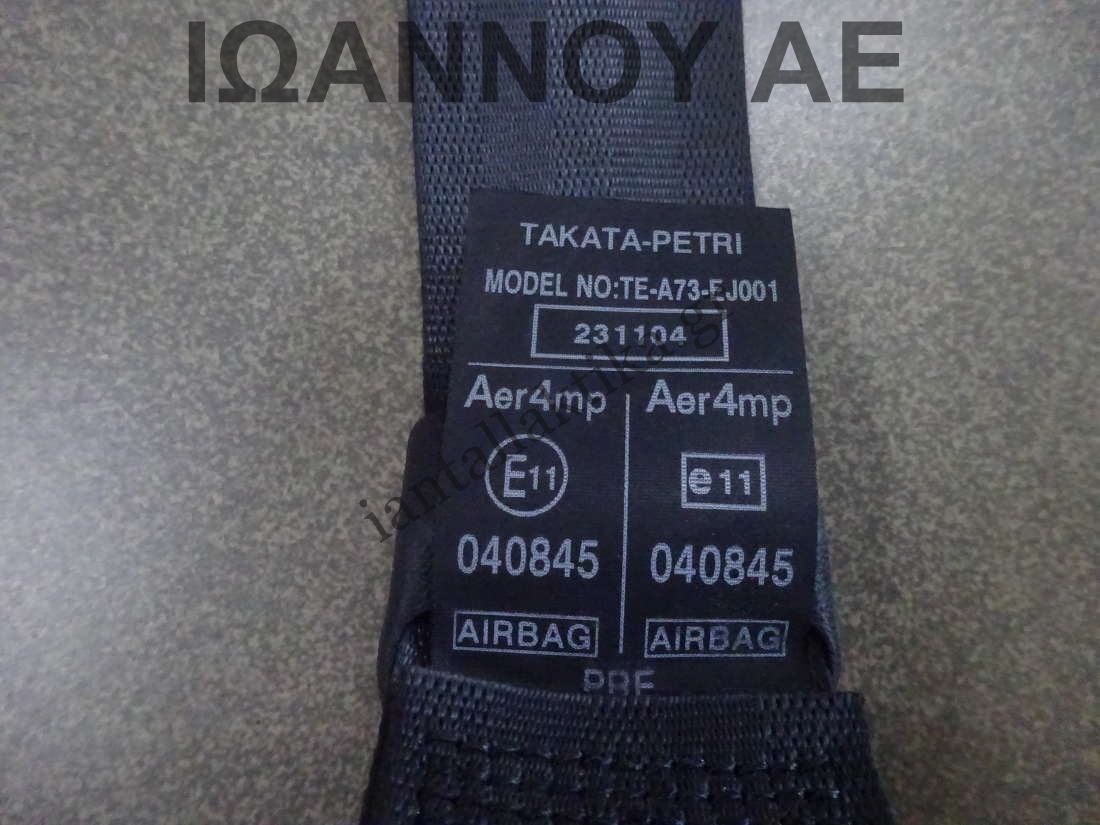 ΙΩΑΝΝΟΥ ΑΕ
TAKATA-PETRI
MODEL NO:TE-A73-EJ001
231104
Aer4mp
Aer4mp
E11
e11
040845
040845
AIRBAG
AIRBAG
iantallaktika.gr